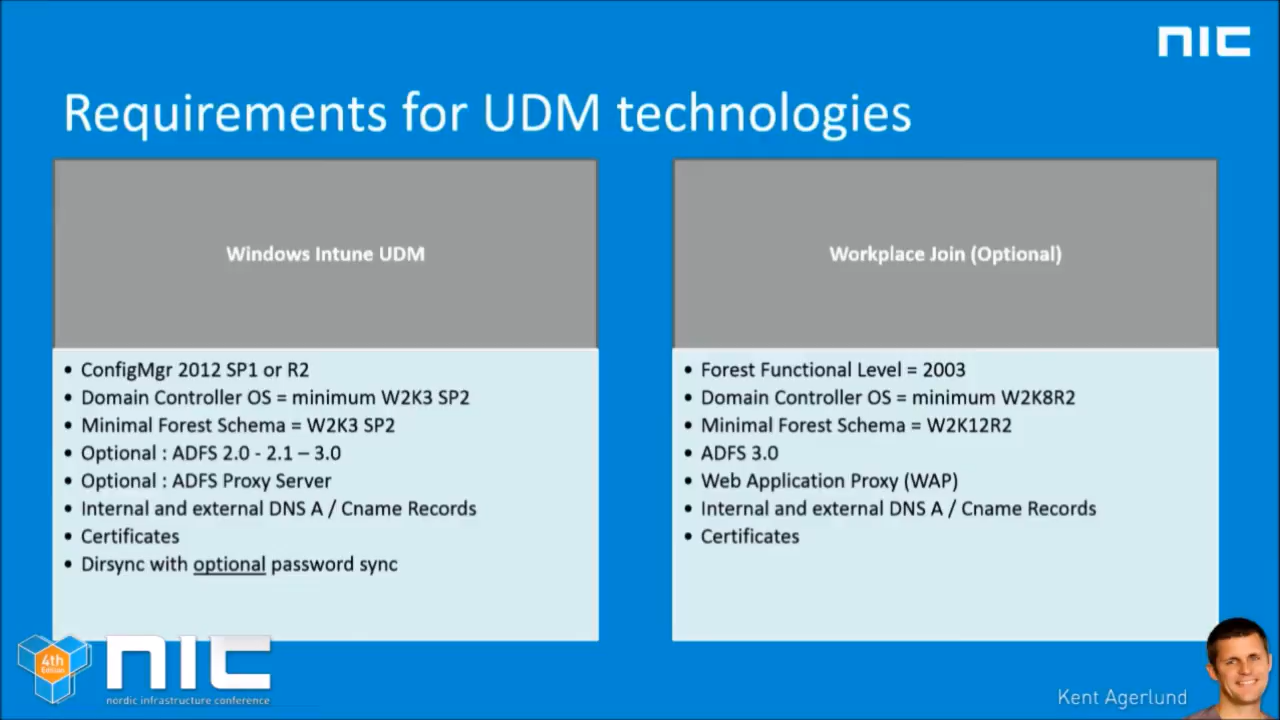 NIC
Requirements for UDM technologies
Windows Intune UDM
• ConfigMgr 2012 SP1 or R2
• Domain Controller OS = minimum W2K3 SP2
• Minimal Forest Schema = W2K3 SP2
• Optional : ADFS 2.0 - 2.1 – 3.0
• Optional : ADFS Proxy Server
• Internal and external DNS A / Cname Records
• Certificates
• Dirsync with optional password sync
Workplace Join (Optional)
• Forest Functional Level = 2003
• Domain Controller OS = minimum W2K8R2
• Minimal Forest Schema = W2K12R2
• ADFS 3.0
• Web Application Proxy (WAP)
• Internal and external DNS A / Cname Records
• Certificates
4th
Edition
NIC
nordic infrastructure conference
Kent Agerlund